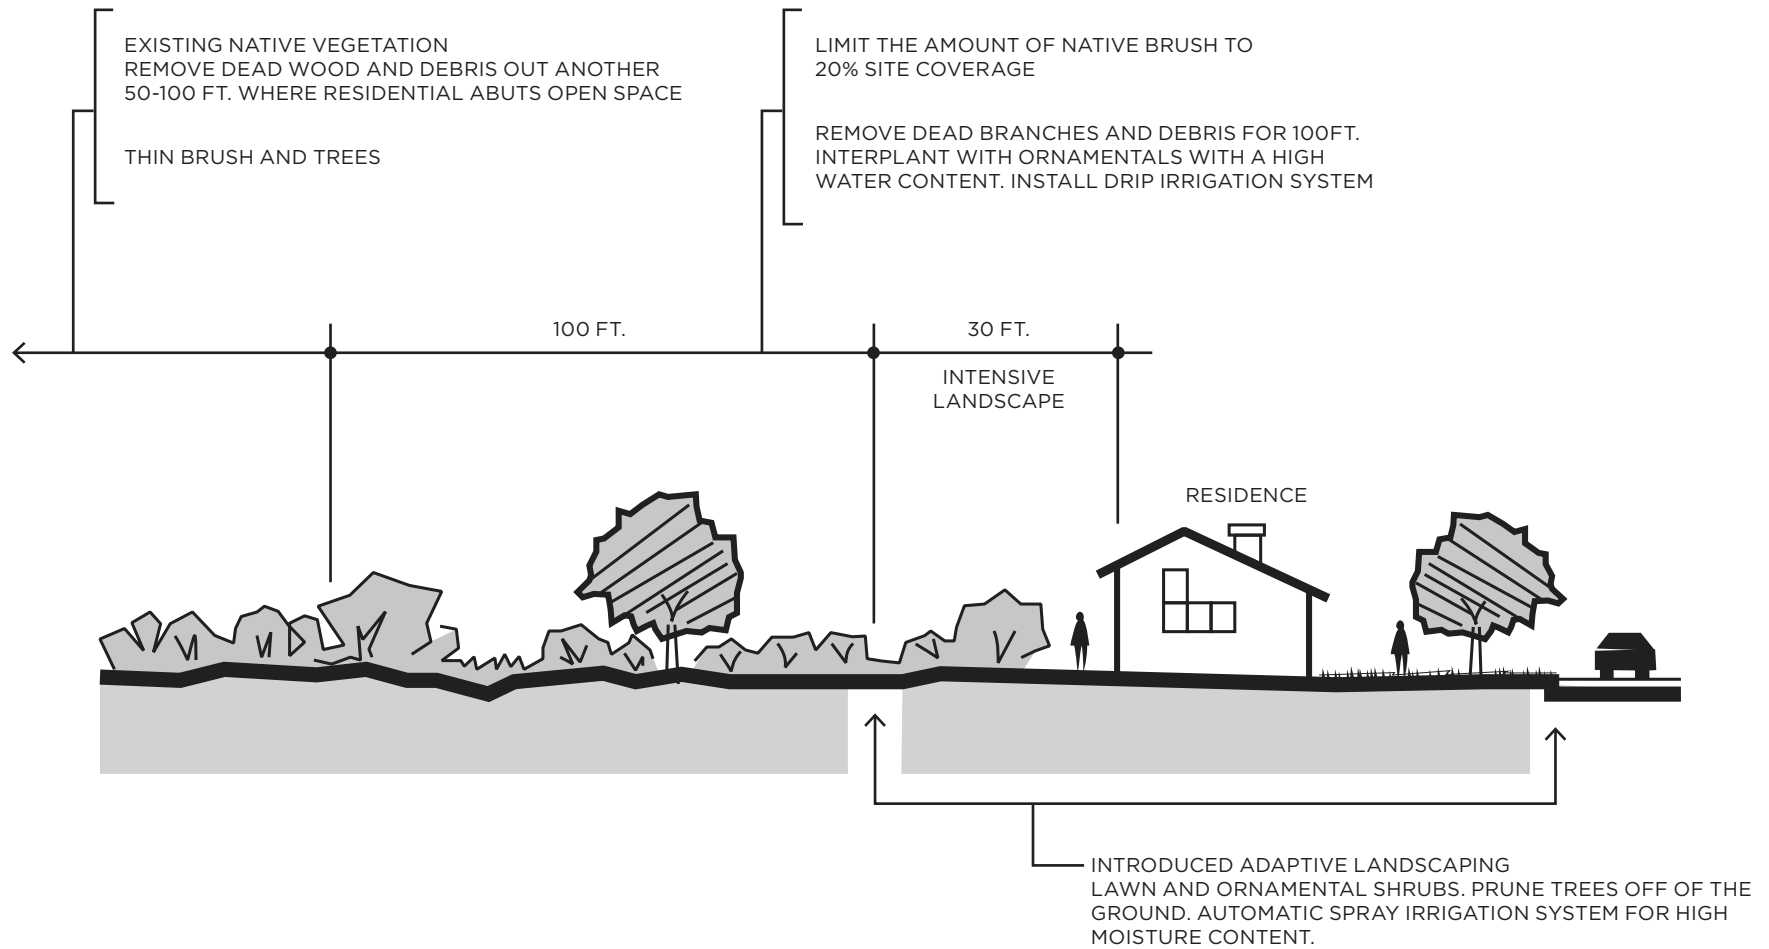 EXISTING NATIVE VEGETATION
REMOVE DEAD WOOD AND DEBRIS OUT ANOTHER
50-100 FT. WHERE RESIDENTIAL ABUTS OPEN SPACE
THIN BRUSH AND TREES
LIMIT THE AMOUNT OF NATIVE BRUSH TO
20% SITE COVERAGE
REMOVE DEAD BRANCHES AND DEBRIS FOR 100FT.
INTERPLANT WITH ORNAMENTALS WITH A HIGH
WATER CONTENT. INSTALL DRIP IRRIGATION SYSTEM
100 FT.
30 FT.
INTENSIVE
LANDSCAPE
RESIDENCE
INTRODUCED ADAPTIVE LANDSCAPING
LAWN AND ORNAMENTAL SHRUBS. PRUNE TREES OFF OF THE
GROUND. AUTOMATIC SPRAY IRRIGATION SYSTEM FOR HIGH
MOISTURE CONTENT.